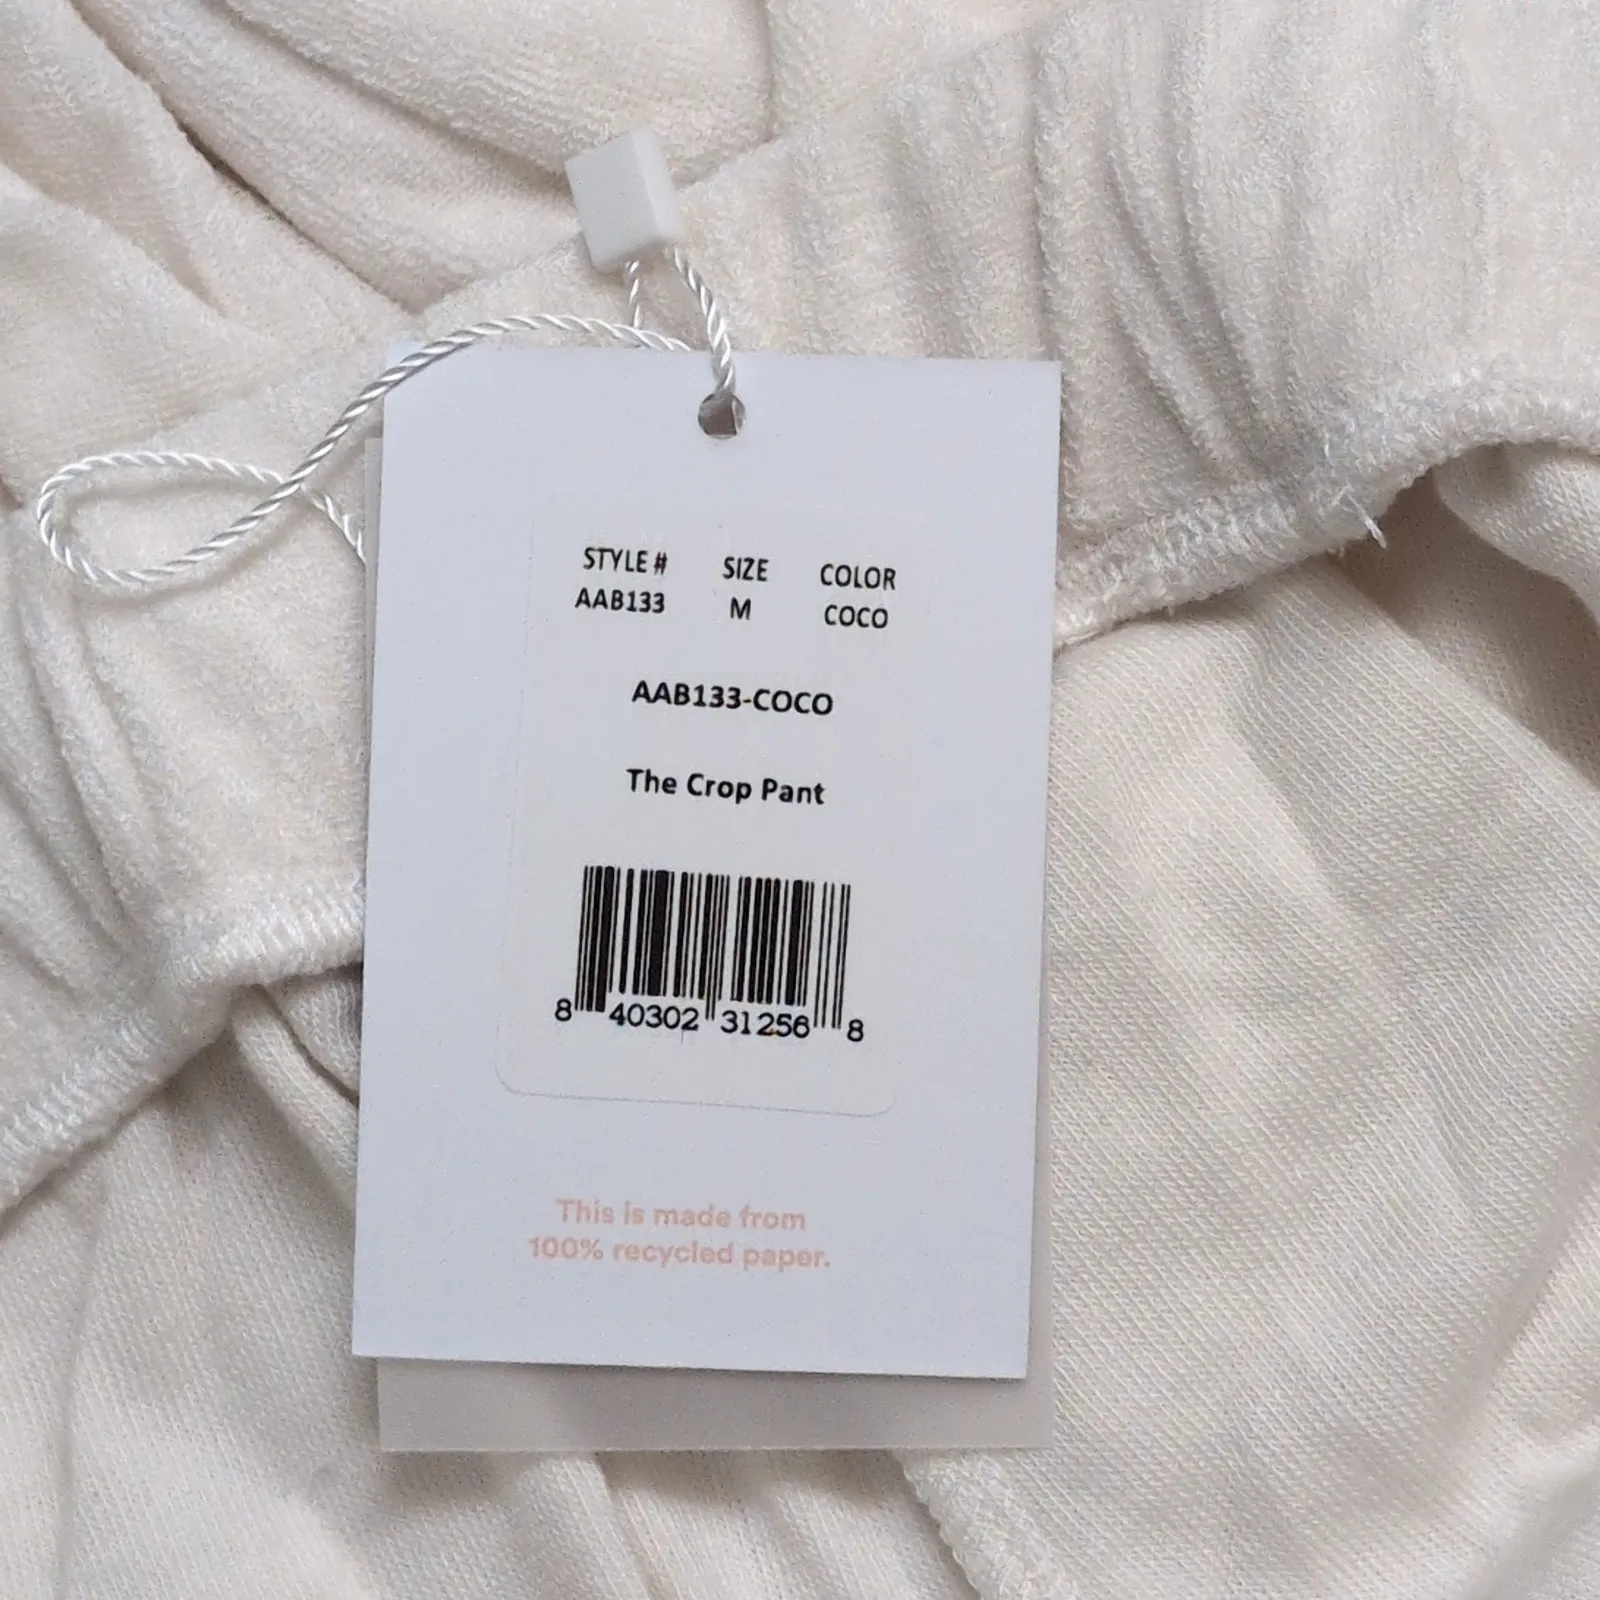 STYLE # SIZE COLOR
AAB133 M COCO
AAB133-COCO
The Crop Pant
8 40302 31256 8
This is made from
100% recycled paper.